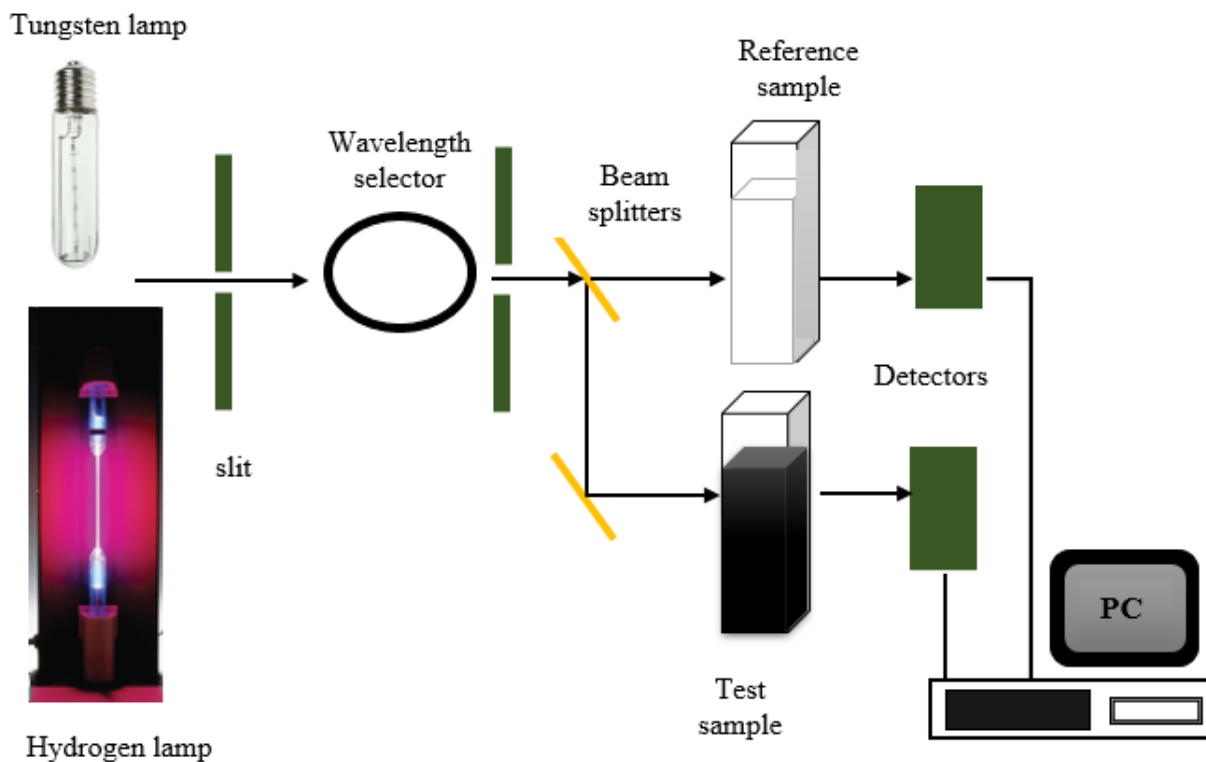 Tungsten lamp
Reference
sample
Wavelength
selector
Beam
splitters
Detectors
slit
PC
Test
sample
Hydrogen lamp